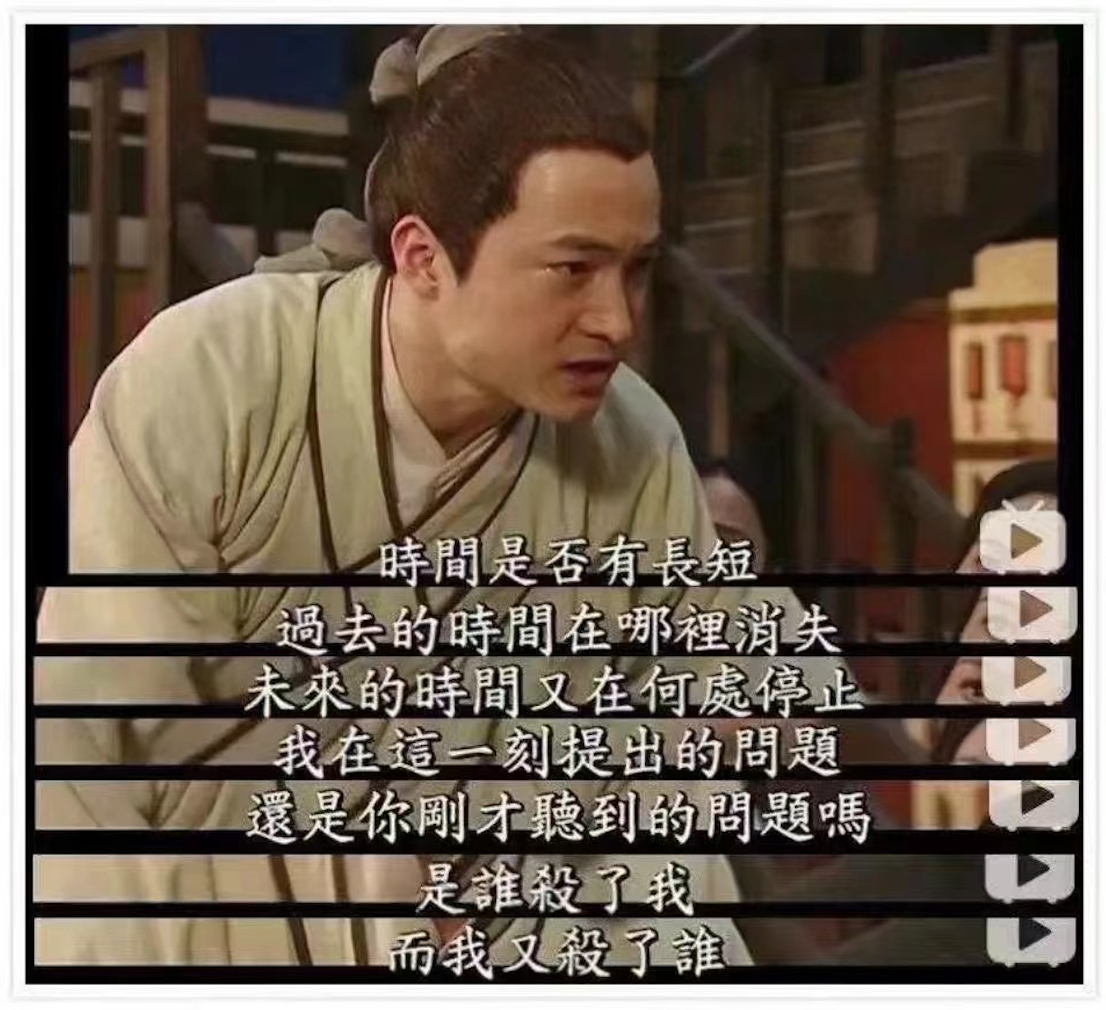 時間是否有長短
過去的時間在哪裡消失
未來的時間又在何處停止
我在這一刻提出的問題
還是你剛才聽到的問題嗎
是誰殺了我
而我又殺了誰